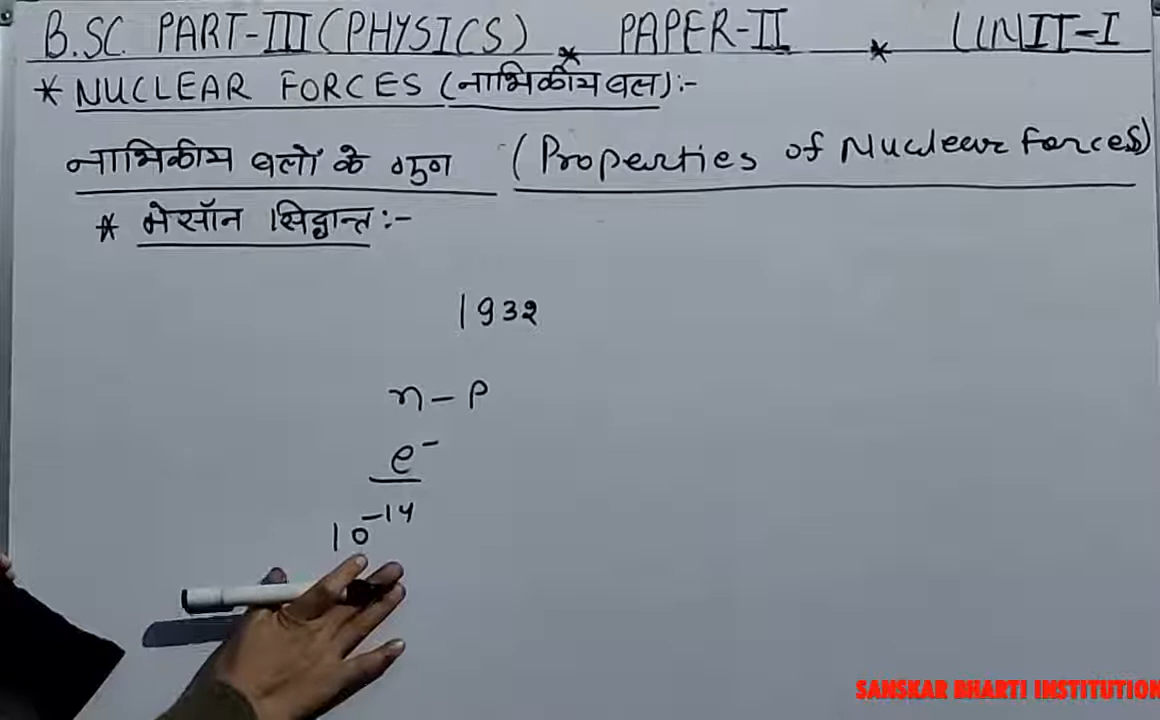 B.SC. PART-III (PHYSICS) * PAPER-II * UNIT-I
* NUCLEAR FORCES (नाभिकीय बल) :-
नाभिकीय बलों के गुण (Properties of Nuclear forces)
* मेसॉन सिद्धान्त :-
1932
n - p
e⁻
10⁻¹⁴
SANSKAR BHARTI INSTITUTION